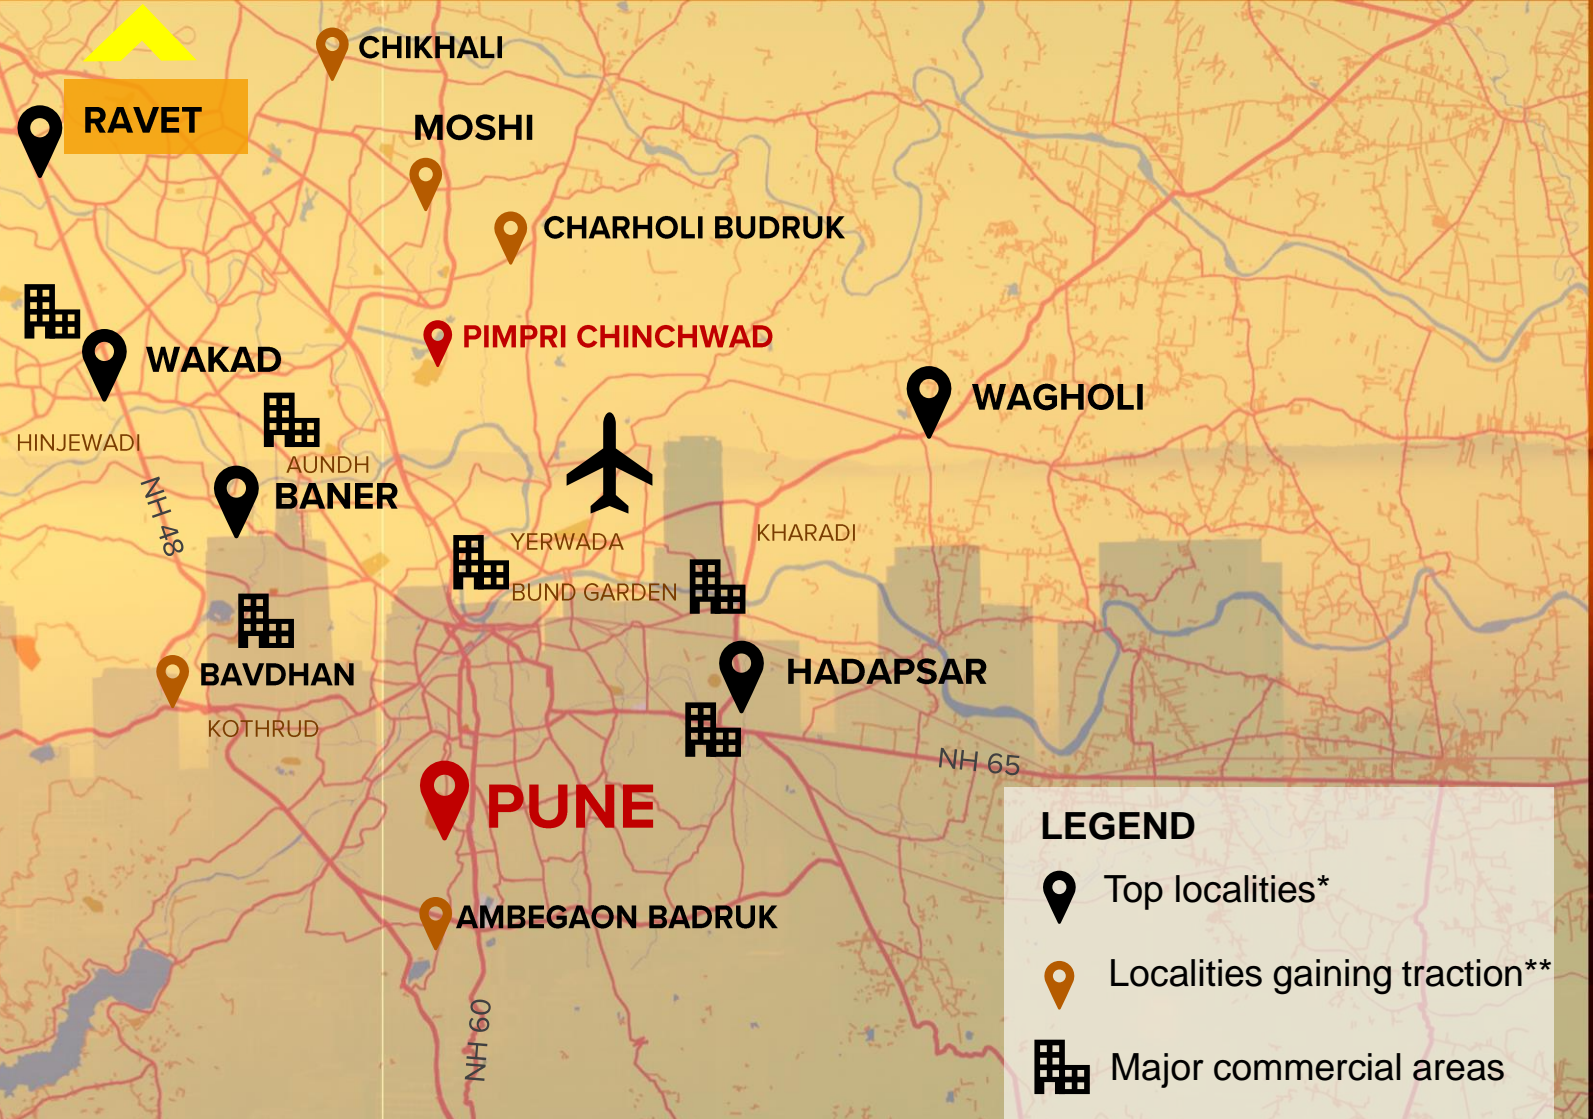 CHIKHALI
RAVET
MOSHI
CHARHOLI BUDRUK
PIMPRI CHINCHWAD
WAKAD
WAGHOLI
HINJEWADI
AUNDH
BANER
NH 48
YERWADA
KHARADI
BUND GARDEN
BAVDHAN
HADAPSAR
KOTHRUD
NH 65
PUNE
AMBEGAON BADRUK
NH 60
LEGEND
Top localities*
Localities gaining traction**
Major commercial areas